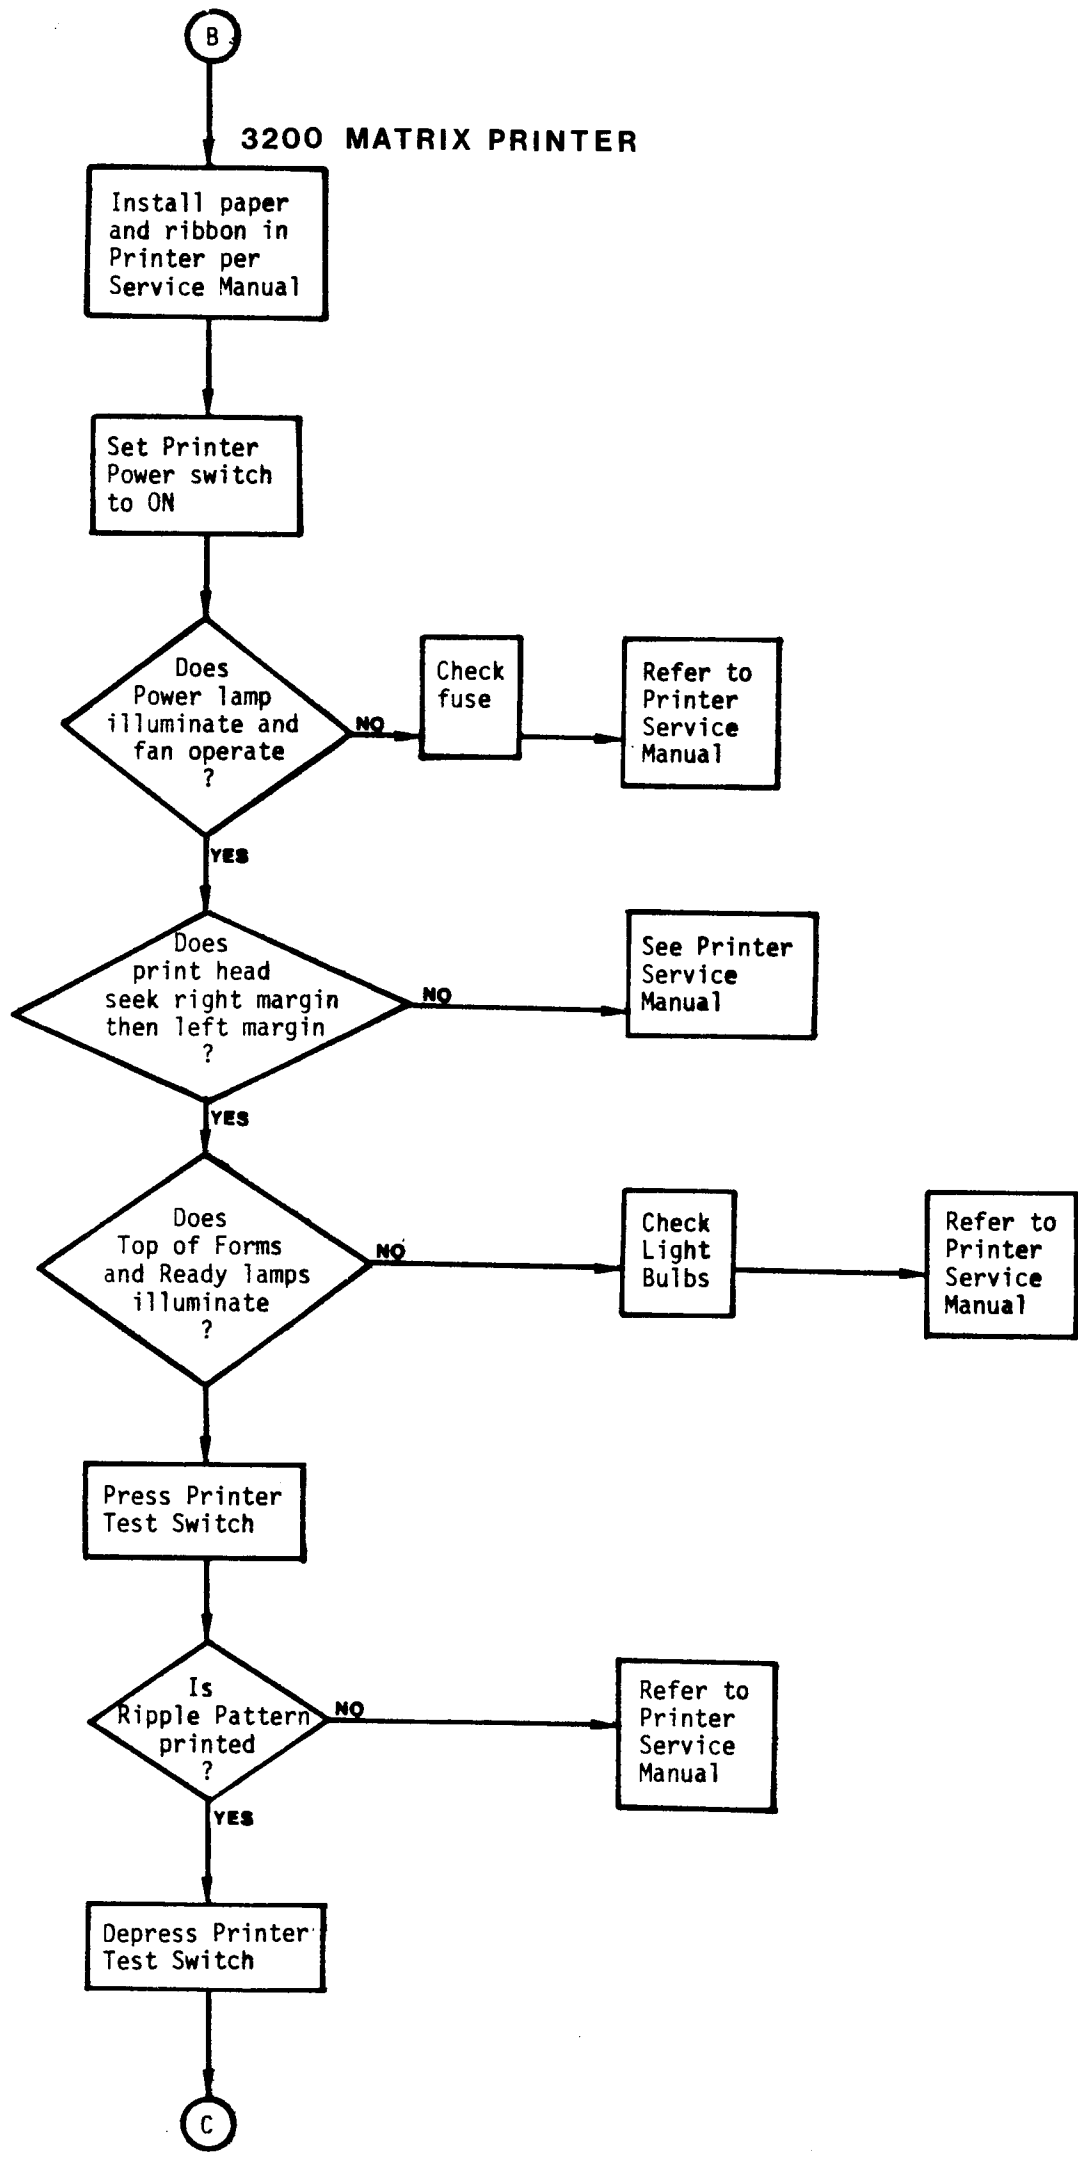 B
3200 MATRIX PRINTER
Install paper
and ribbon in
Printer per
Service Manual
Set Printer
Power switch
to ON
Does
Power lamp
illuminate and
fan operate
?
NO
Check
fuse
Refer to
Printer
Service
Manual
YES
Does
print head
seek right margin
then left margin
?
NO
See Printer
Service
Manual
YES
Does
Top of Forms
and Ready lamps
illuminate
?
NO
Check
Light
Bulbs
Refer to
Printer
Service
Manual
Press Printer
Test Switch
Is
Ripple Pattern
printed
?
NO
Refer to
Printer
Service
Manual
YES
Depress Printer
Test Switch
C